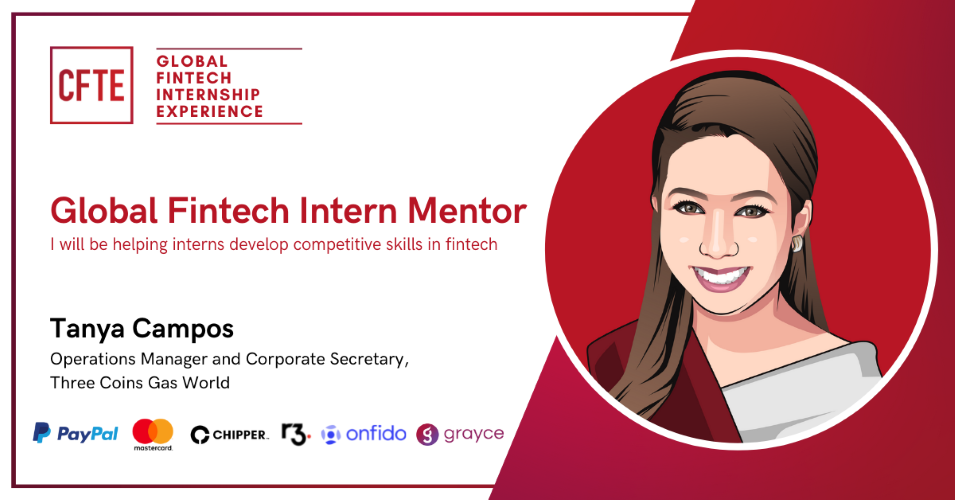 CFTE
GLOBAL
FINTECH
INTERNSHIP
EXPERIENCE
Global Fintech Intern Mentor
I will be helping interns develop competitive skills in fintech
Tanya Campos
Operations Manager and Corporate Secretary,
Three Coins Gas World
PayPal mastercard. CHIPPER r3. onfido grayce